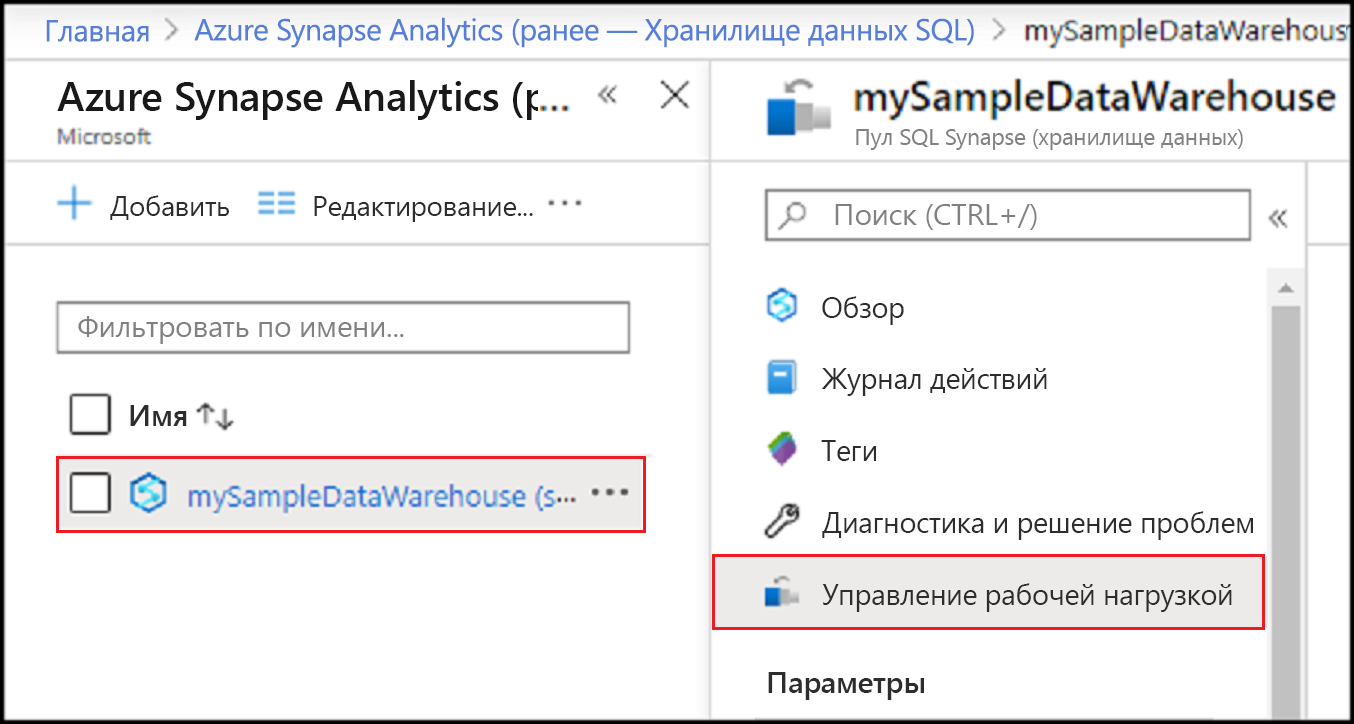 Главная > Azure Synapse Analytics (ранее — Хранилище данных SQL) > mySampleDataWarehous
Azure Synapse Analytics (р... «
Microsoft
+ Добавить Редактирование... ···
Фильтровать по имени...
Имя ↑↓
mySampleDataWarehouse (s... ···
mySampleDataWarehouse
Пул SQL Synapse (хранилище данных)
Поиск (CTRL+/) «
Обзор
Журнал действий
Теги
Диагностика и решение проблем
Управление рабочей нагрузкой
Параметры